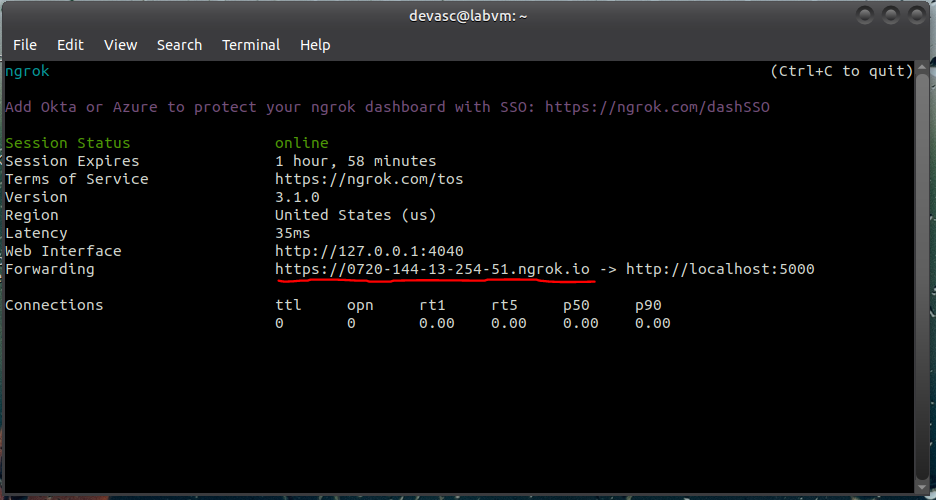 devasc@labvm: ~
File Edit View Search Terminal Help
ngrok (Ctrl+C to quit)
Add Okta or Azure to protect your ngrok dashboard with SSO: https://ngrok.com/dashSSO
Session Status online
Session Expires 1 hour, 58 minutes
Terms of Service https://ngrok.com/tos
Version 3.1.0
Region United States (us)
Latency 35ms
Web Interface http://127.0.0.1:4040
Forwarding https://0720-144-13-254-51.ngrok.io -> http://localhost:5000
Connections ttl opn rt1 rt5 p50 p90
0 0 0.00 0.00 0.00 0.00